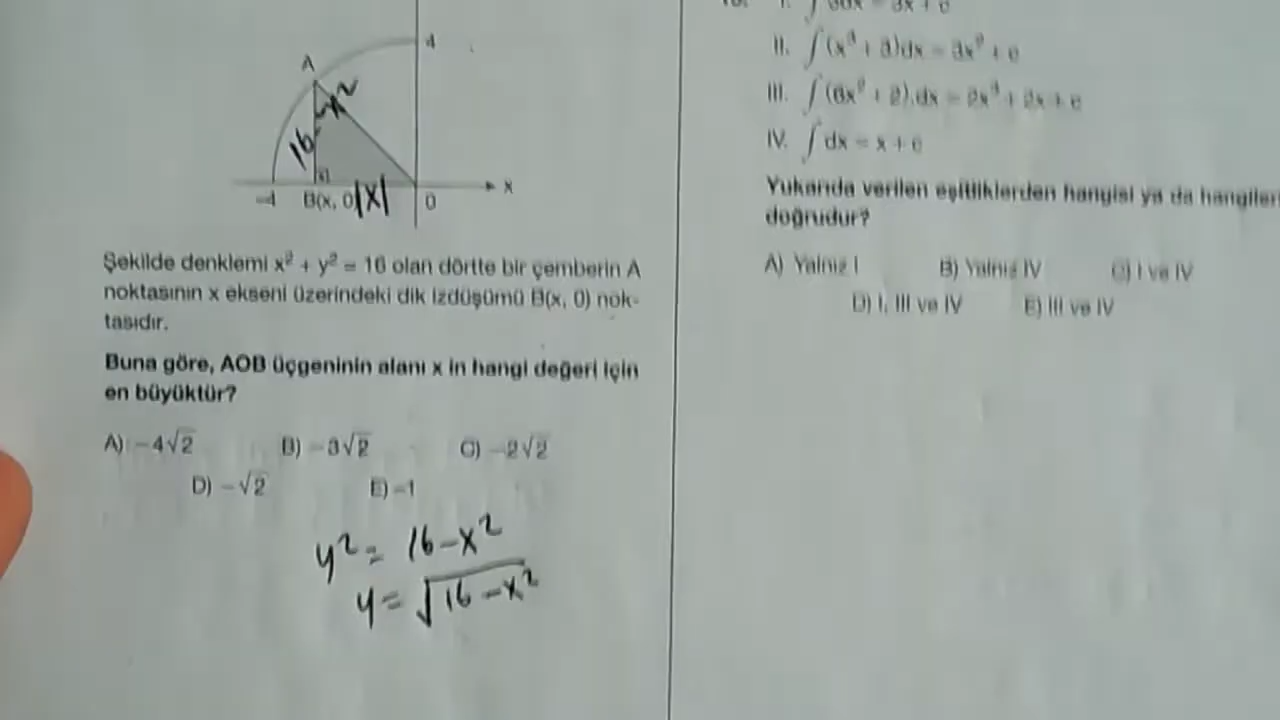 4
A
16-x²
-4
B(x, 0)
|x|
0
x
Şekilde denklemi x² + y² = 16 olan dörtte bir çemberin A
noktasının x ekseni üzerindeki dik izdüşümü B(x, 0) nok-
tasıdır.
Buna göre, AOB üçgeninin alanı x in hangi değeri için
en büyüktür?
A) -4√2 B) -3√2 C) -2√2
D) -√2 E) -1
y² = 16-x²
y = √16-x²
II. ∫(x³ + 3)dx = 3x² + c
III. ∫(6x² + 2).dx = 2x³ + 2x + c
IV. ∫dx = x + c
Yukarıda verilen eşitliklerden hangisi ya da hangileri
doğrudur?
A) Yalnız I B) Yalnız IV C) I ve IV
D) I, III ve IV E) III ve IV